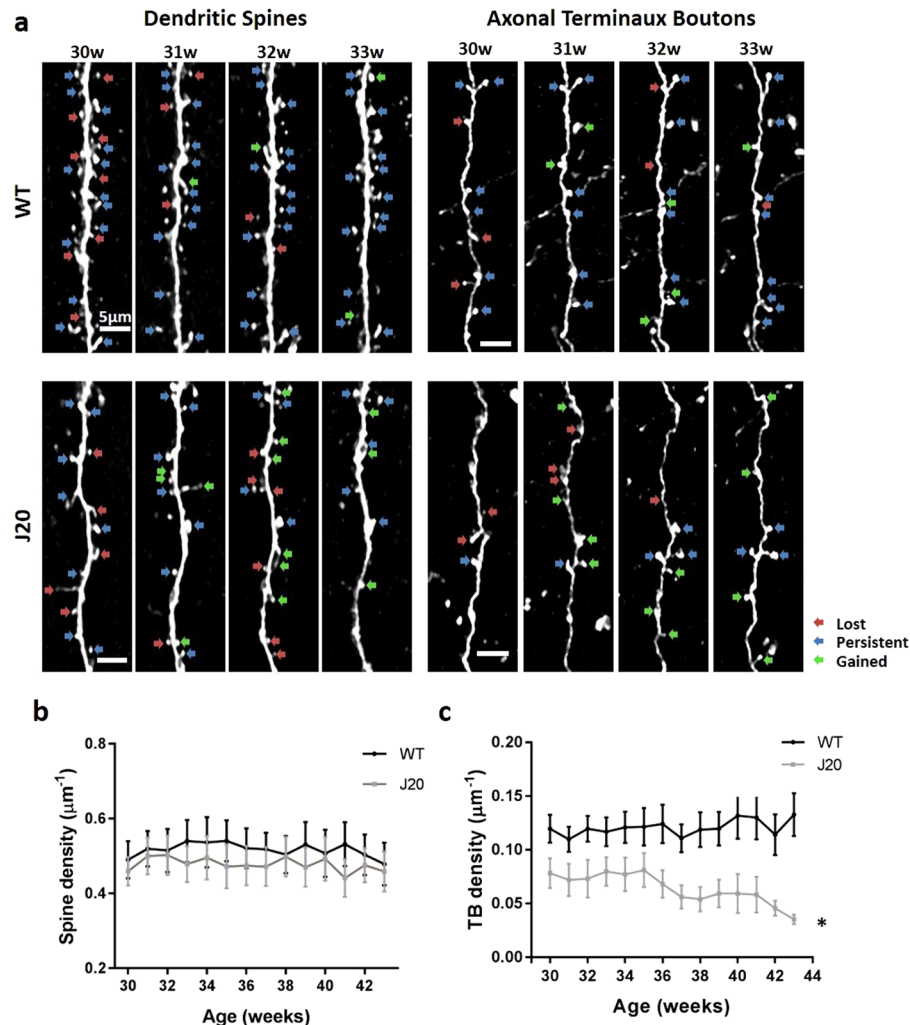 a
Dendritic Spines
Axonal Terminaux Boutons
30w 31w 32w 33w
30w 31w 32w 33w
WT
5μm
J20
Lost
Persistent
Gained
b
WT
J20
Spine density (μm⁻¹)
0.8
0.6
0.4
0.2
30 32 34 36 38 40 42
Age (weeks)
c
WT
J20
TB density (μm⁻¹)
0.20
0.15
0.10
0.05
0.00
*
30 32 34 36 38 40 42 44
Age (weeks)